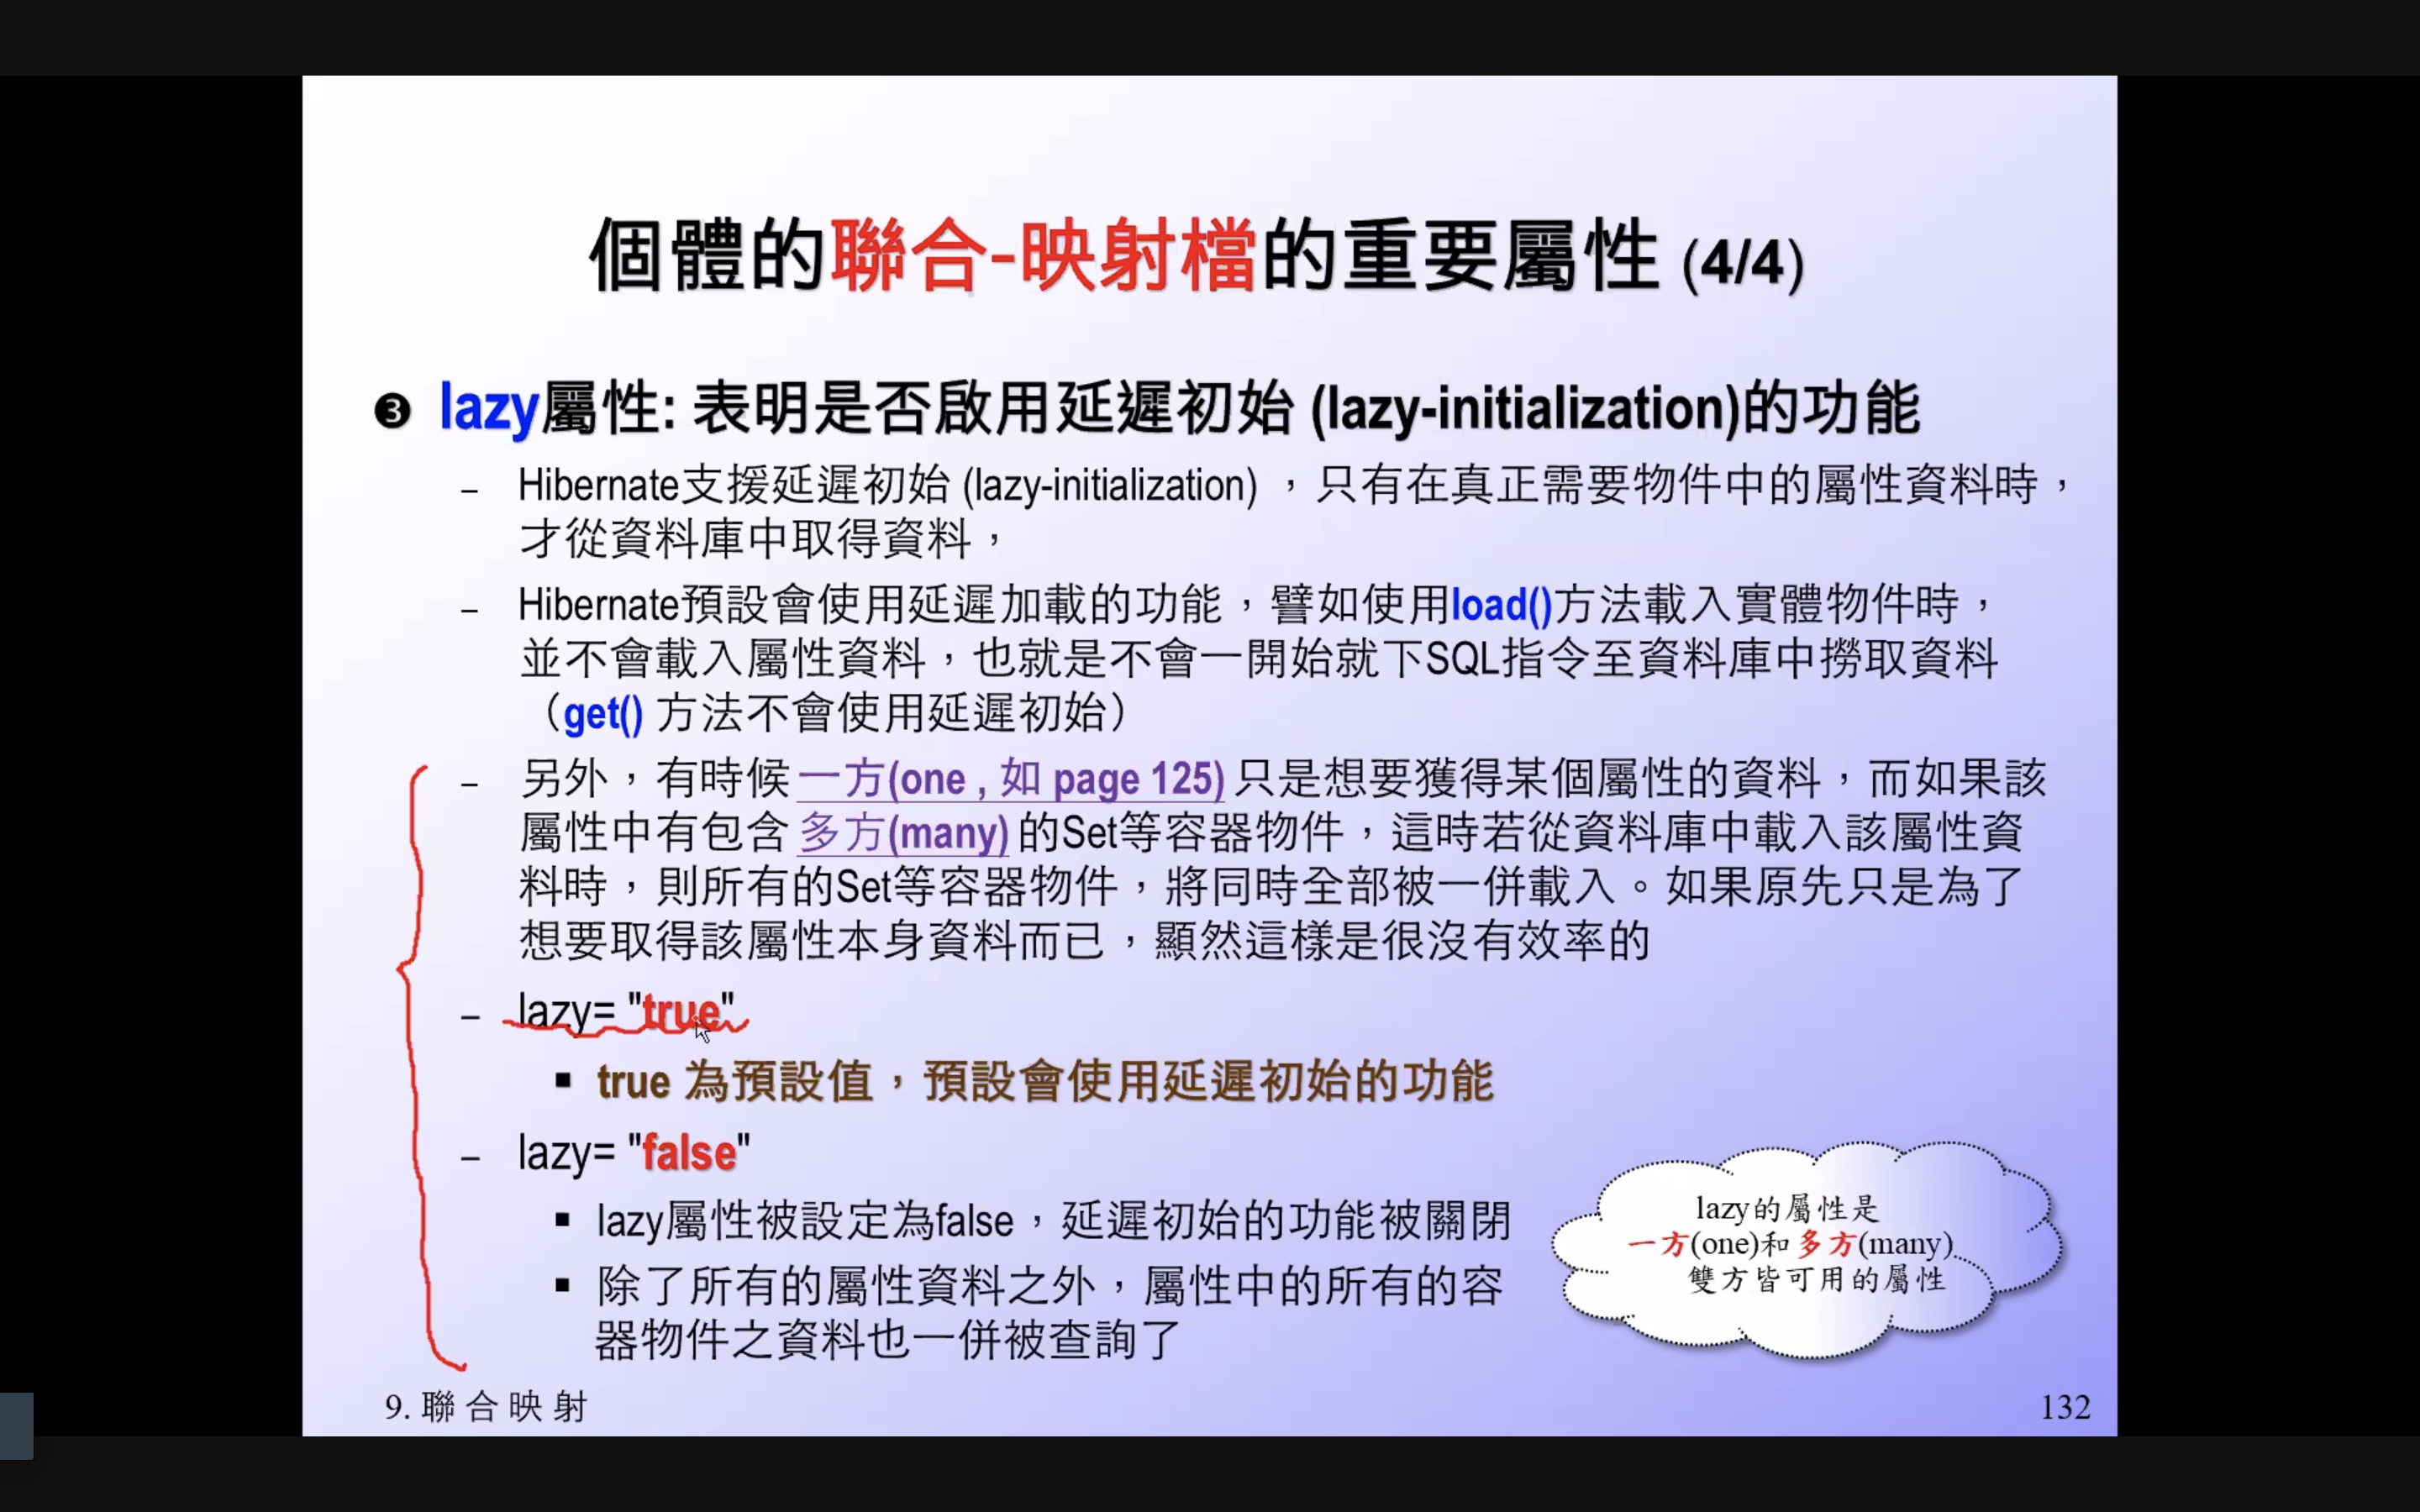 個體的聯合-映射檔的重要屬性 (4/4)
❸ lazy屬性: 表明是否啟用延遲初始 (lazy-initialization)的功能
– Hibernate支援延遲初始 (lazy-initialization) ，只有在真正需要物件中的屬性資料時，
才從資料庫中取得資料，
– Hibernate預設會使用延遲加載的功能，譬如使用load()方法載入實體物件時，
並不會載入屬性資料，也就是不會一開始就下SQL指令至資料庫中撈取資料
（get() 方法不會使用延遲初始）
– 另外，有時候一方(one , 如 page 125)只是想要獲得某個屬性的資料，而如果該
屬性中有包含多方(many)的Set等容器物件，這時若從資料庫中載入該屬性資
料時，則所有的Set等容器物件，將同時全部被一併載入。如果原先只是為了
想要取得該屬性本身資料而已，顯然這樣是很沒有效率的
– lazy= "true"
▪ true 為預設值，預設會使用延遲初始的功能
– lazy= "false"
▪ lazy屬性被設定為false，延遲初始的功能被關閉
▪ 除了所有的屬性資料之外，屬性中的所有的容
器物件之資料也一併被查詢了
lazy的屬性是
一方(one)和多方(many)
雙方皆可用的屬性
9. 聯合映射
132